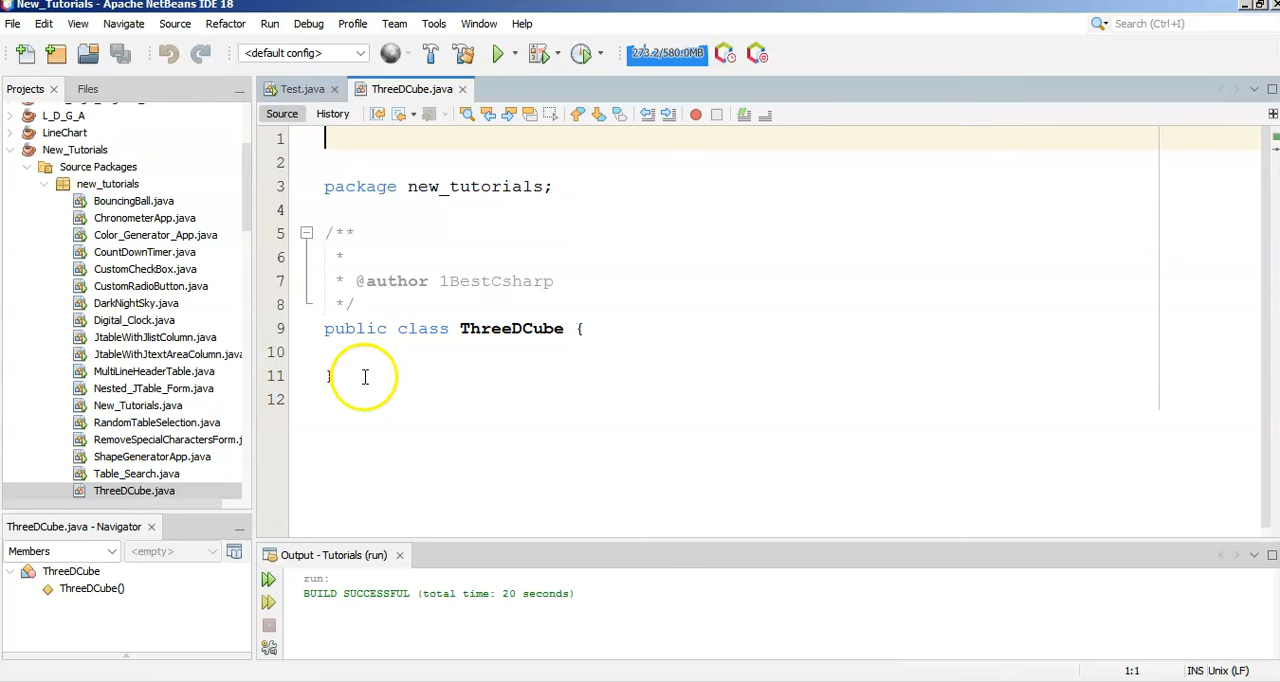 New_Tutorials - Apache NetBeans IDE 18
File Edit View Navigate Source Refactor Run Debug Profile Team Tools Window Help
Search (Ctrl+I)
<default config>
273.2/580.0MB
Projects
Files
Test.java
ThreeDCube.java
Source
History
L_D_G_A
LineChart
New_Tutorials
Source Packages
new_tutorials
BouncingBall.java
ChronometerApp.java
Color_Generator_App.java
CountDownTimer.java
CustomCheckBox.java
CustomRadioButton.java
DarkNightSky.java
Digital_Clock.java
JtableWithJlistColumn.java
JtableWithJtextAreaColumn.java
MultiLineHeaderTable.java
Nested_JTable_Form.java
New_Tutorials.java
RandomTableSelection.java
RemoveSpecialCharactersForm.j
ShapeGeneratorApp.java
Table_Search.java
ThreeDCube.java
1
2
3 package new_tutorials;
4
5 /**
6 *
7 * @author 1BestCsharp
8 */
9 public class ThreeDCube {
10
11 }
12
ThreeDCube.java - Navigator
Members
<empty>
ThreeDCube
ThreeDCube()
Output - Tutorials (run)
run:
BUILD SUCCESSFUL (total time: 20 seconds)
1:1
INS Unix (LF)